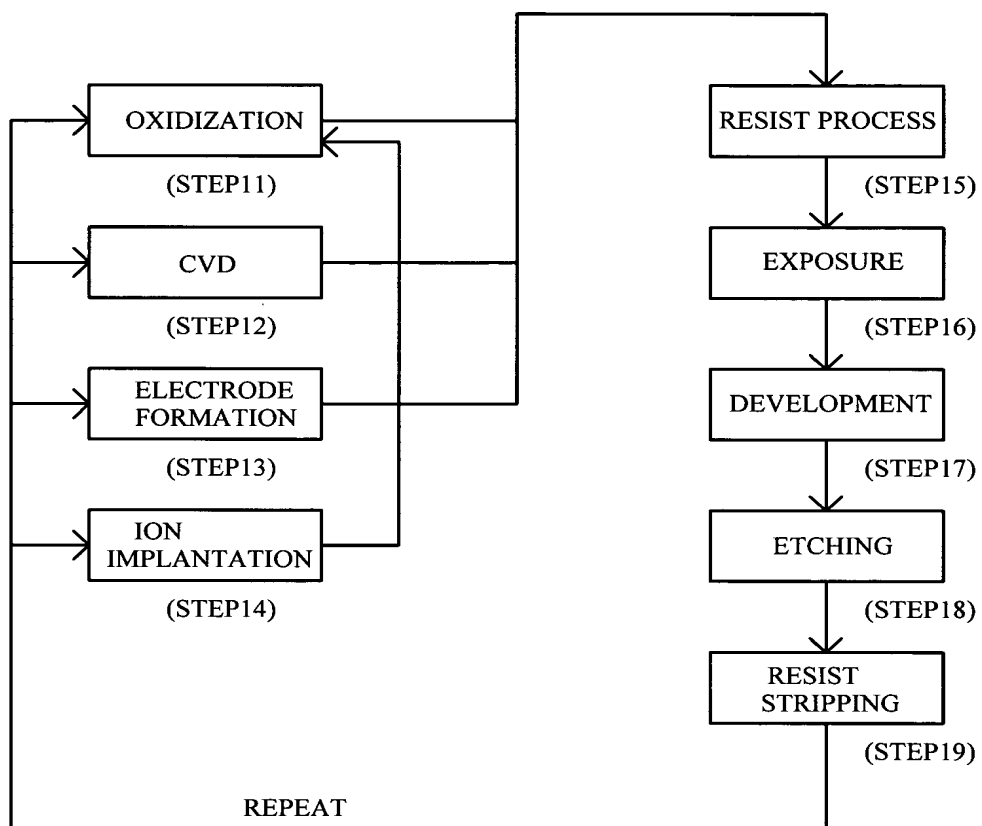 OXIDIZATION
(STEP11)
CVD
(STEP12)
ELECTRODE
FORMATION
(STEP13)
ION
IMPLANTATION
(STEP14)
RESIST PROCESS
(STEP15)
EXPOSURE
(STEP16)
DEVELOPMENT
(STEP17)
ETCHING
(STEP18)
RESIST
STRIPPING
(STEP19)
REPEAT